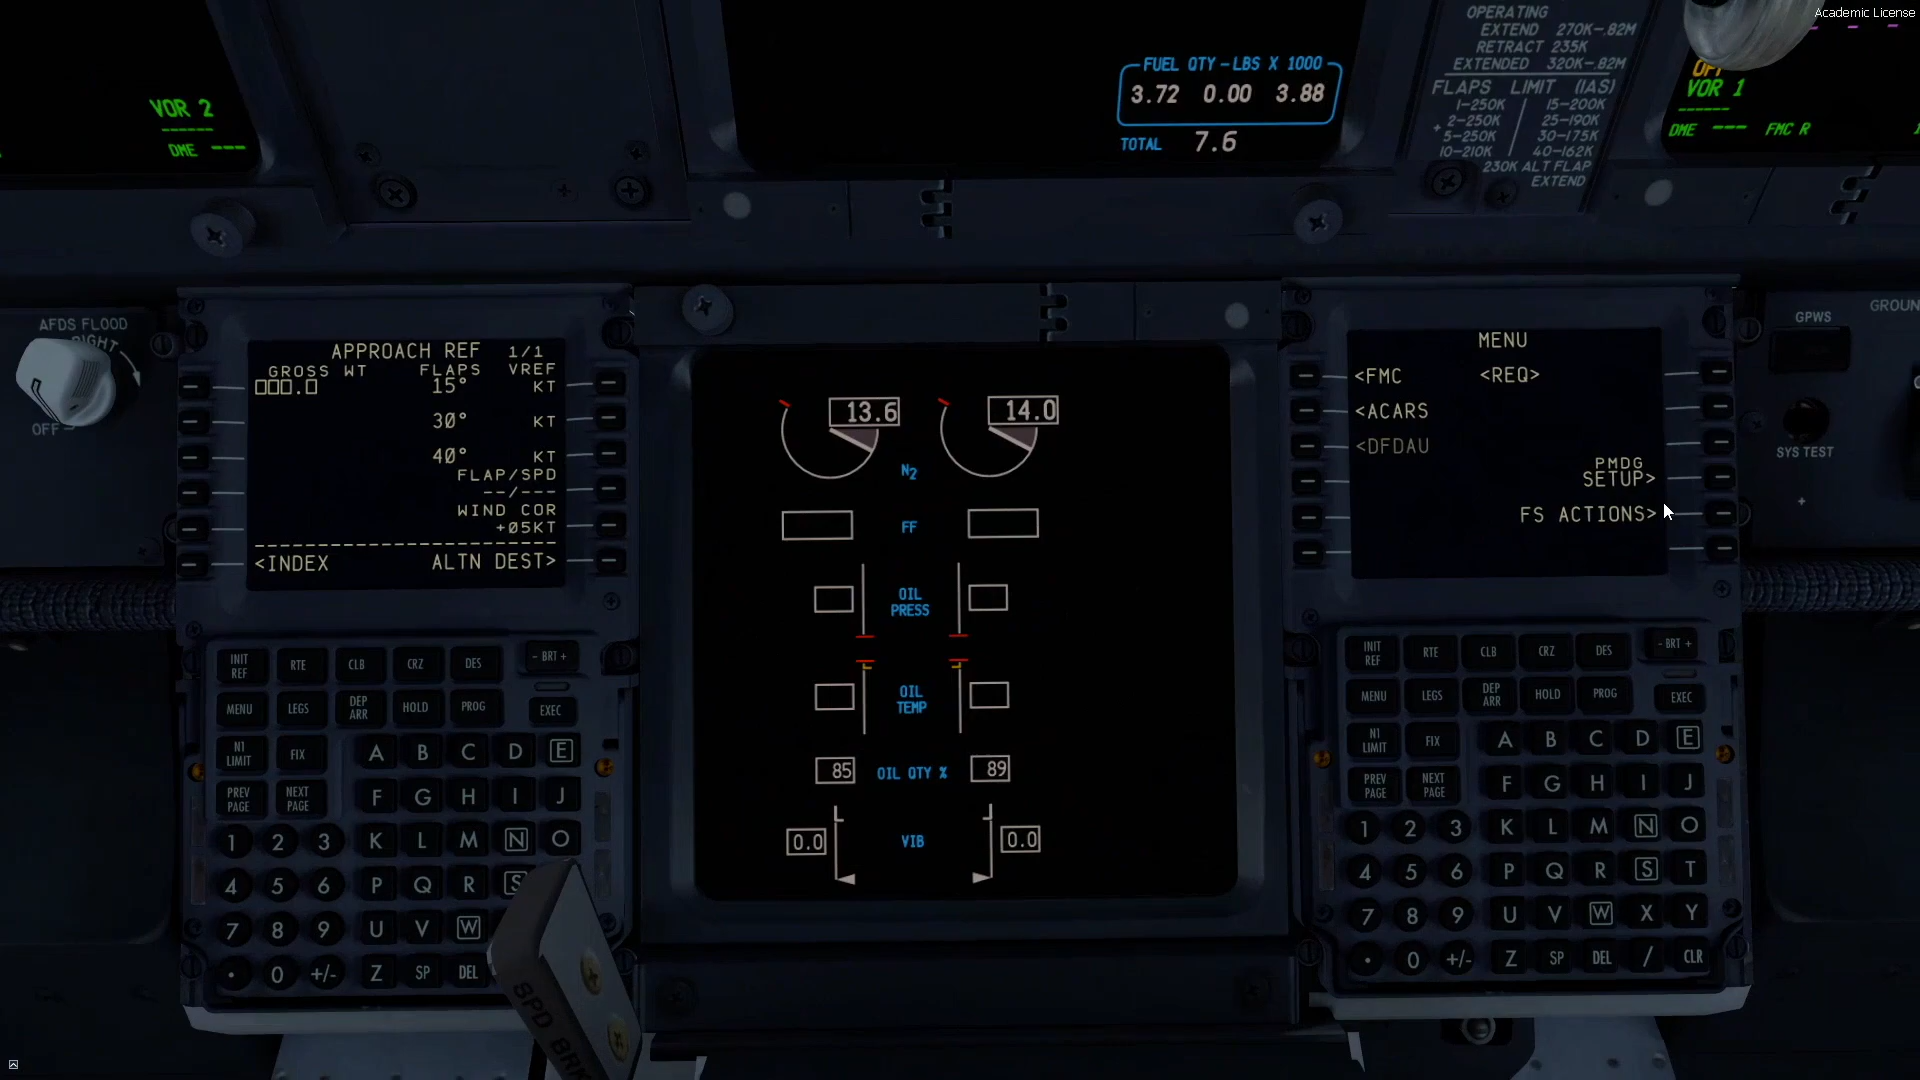 Academic License
OPERATING
EXTEND 270K-.82M
RETRACT 235K
EXTENDED 320K-.82M
FLAPS LIMIT (IAS)
1-250K 15-200K
2-250K 25-190K
5-250K 30-175K
10-210K 40-162K
230K ALT FLAP
EXTEND
FUEL QTY-LBS X 1000
3.72 0.00 3.88
TOTAL 7.6
VOR 2
------
DME ---
VOR 1
------
DME --- FMC R
AFDS FLOOD
BRIGHT
OFF
GPWS
SYS TEST
APPROACH REF 1/1
GROSS WT FLAPS VREF
□□□.□ 15° KT
30° KT
40° KT
FLAP/SPD
--/---
WIND COR
+05KT
<INDEX ALTN DEST>
13.6 14.0
N2
FF
OIL
PRESS
OIL
TEMP
85 OIL QTY % 89
0.0 VIB 0.0
MENU
<FMC <REQ>
<ACARS
<DFDAU
PMDG
SETUP>
FS ACTIONS>
INIT REF RTE CLB CRZ DES - BRT +
MENU LEGS DEP ARR HOLD PROG EXEC
N1 LIMIT FIX A B C D E
PREV PAGE NEXT PAGE F G H I J
1 2 3 K L M N O
4 5 6 P Q R S
7 8 9 U V W
. 0 +/- Z SP DEL
SPD BRK
INIT REF RTE CLB CRZ DES - BRT +
MENU LEGS DEP ARR HOLD PROG EXEC
N1 LIMIT FIX A B C D E
PREV PAGE NEXT PAGE F G H I J
1 2 3 K L M N O
4 5 6 P Q R S T
7 8 9 U V W X Y
. 0 +/- Z SP DEL / CLR